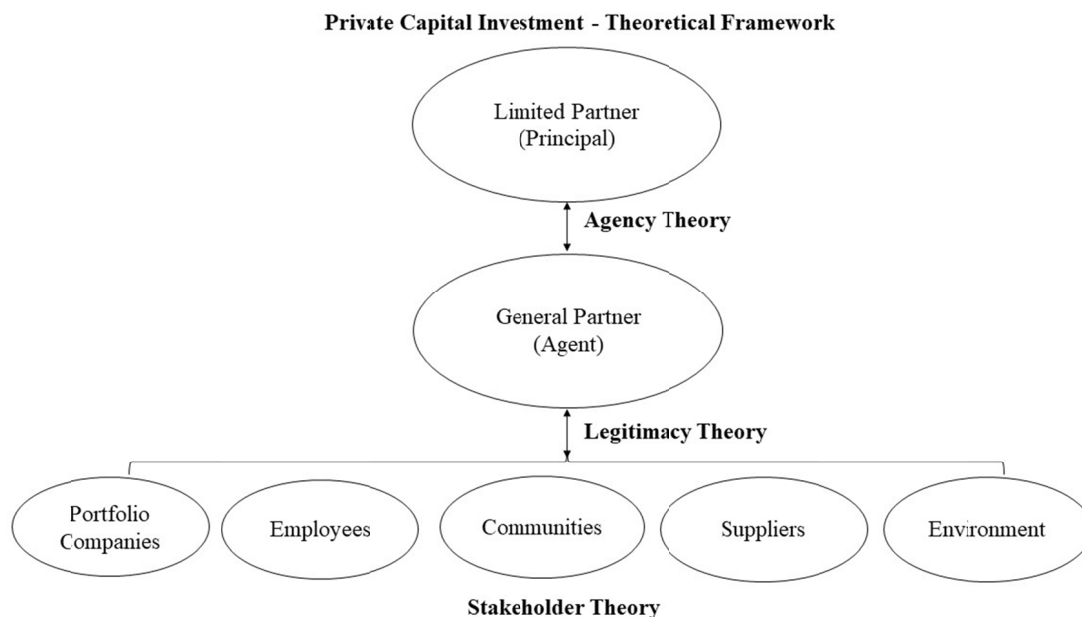 Private Capital Investment - Theoretical Framework
Limited Partner
(Principal)
Agency Theory
General Partner
(Agent)
Legitimacy Theory
Portfolio
Companies
Employees
Communities
Suppliers
Environment
Stakeholder Theory